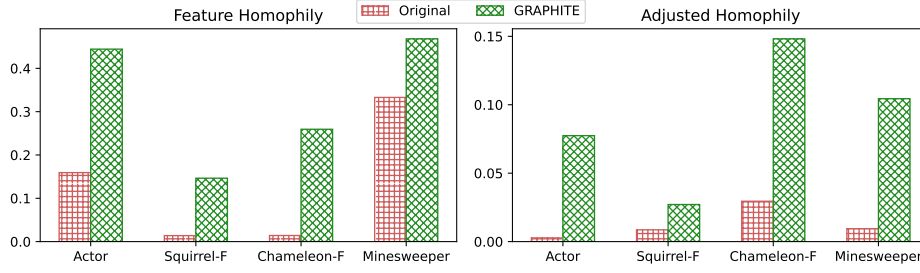 Feature Homophily
Original
GRAPHITE
Adjusted Homophily
0.4
0.3
0.2
0.1
0.0
Actor
Squirrel-F
Chameleon-F
Minesweeper
0.15
0.10
0.05
0.00
Actor
Squirrel-F
Chameleon-F
Minesweeper